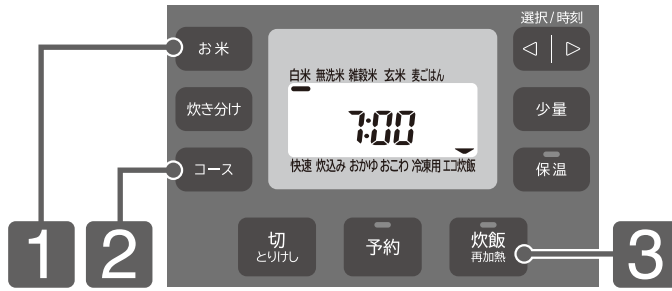 選択/時刻
お米
炊き分け
コース
白米 無洗米 雑穀米 玄米 麦ごはん
7:00
快速 炊込み おかゆ おこわ 冷凍用 エコ炊飯
少量
保温
切
とりけし
予約
炊飯
再加熱
1
2
3